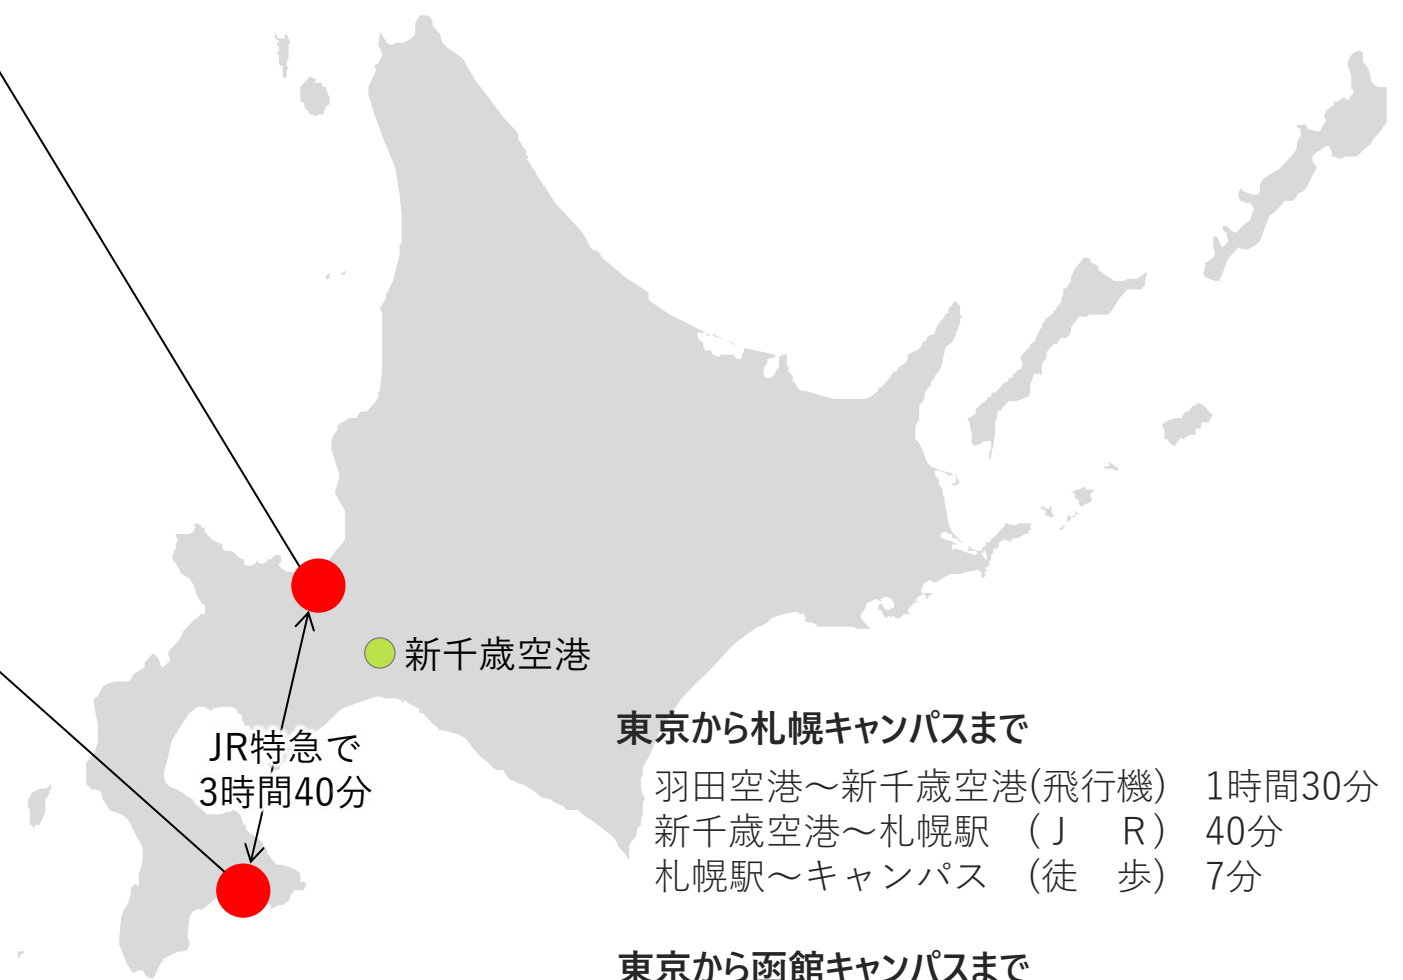 新千歳空港
JR特急で
3時間40分
東京から札幌キャンパスまで
羽田空港～新千歳空港(飛行機)　1時間30分
新千歳空港～札幌駅　(Ｊ　Ｒ)　40分
札幌駅～キャンパス　(徒　歩)　7分
東京から函館キャンパスまで